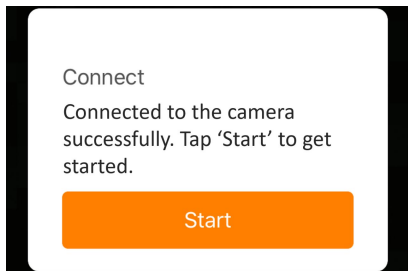 Connect
Connected to the camera
successfully. Tap ‘Start’ to get
started.
Start